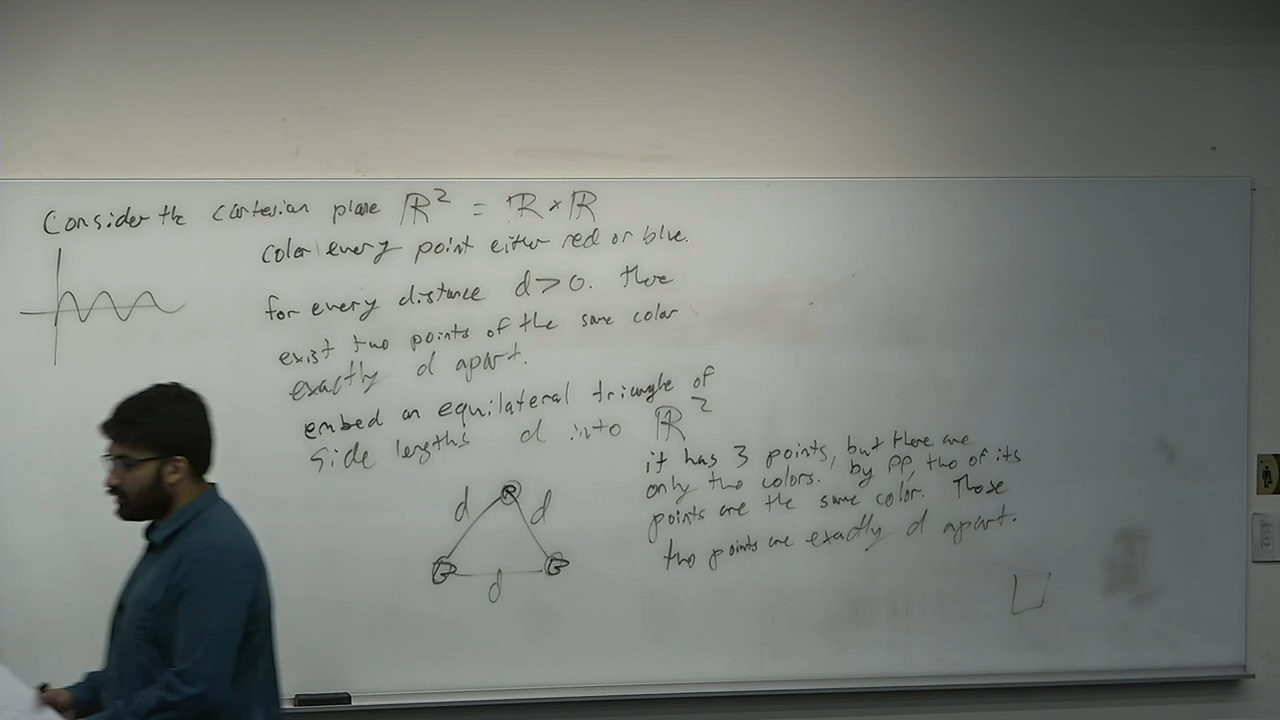 Consider the cartesian plane ℝ² = ℝ × ℝ
color every point either red or blue.
for every distance d > 0. there
exist two points of the same color
exactly d apart.
embed an equilateral triangle of
side lengths d into ℝ²
it has 3 points, but there are
only two colors. by PP, two of its
points are the same color. Those
two points are exactly d apart.
R
d d
d
□